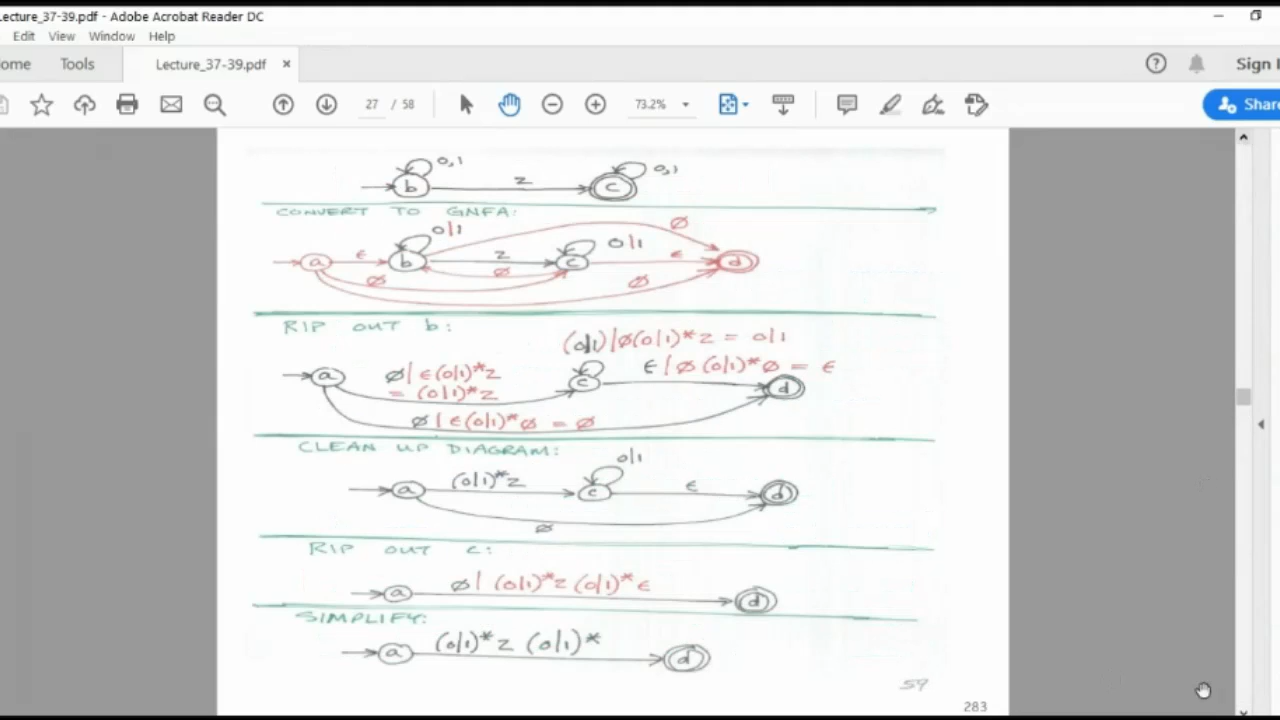 Lecture_37-39.pdf - Adobe Acrobat Reader DC
Edit View Window Help
ome Tools Lecture_37-39.pdf × ? Sign I
27 / 58 73.2% Share
0,1 0,1
b z c
CONVERT TO GNFA:
0|1 0|1 ∅
a ε b z c ε d
∅ ∅ ∅
RIP OUT b:
(0|1)|∅(0|1)*z = 0|1
a ∅|ε(0|1)*z c ε|∅(0|1)*∅ = ε
= (0|1)*z d
∅|ε(0|1)*∅ = ∅
CLEAN UP DIAGRAM:
0|1
a (0|1)*z c ε d
∅
RIP OUT c:
a ∅|(0|1)*z(0|1)*ε d
SIMPLIFY:
a (0|1)*z(0|1)* d
57
283